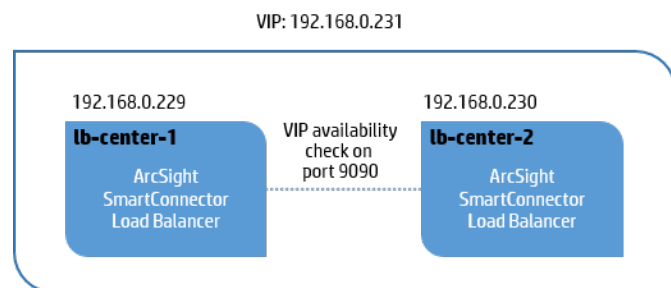 VIP: 192.168.0.231
192.168.0.229
lb-center-1
ArcSight
SmartConnector
Load Balancer
VIP availability
check on
port 9090
192.168.0.230
lb-center-2
ArcSight
SmartConnector
Load Balancer